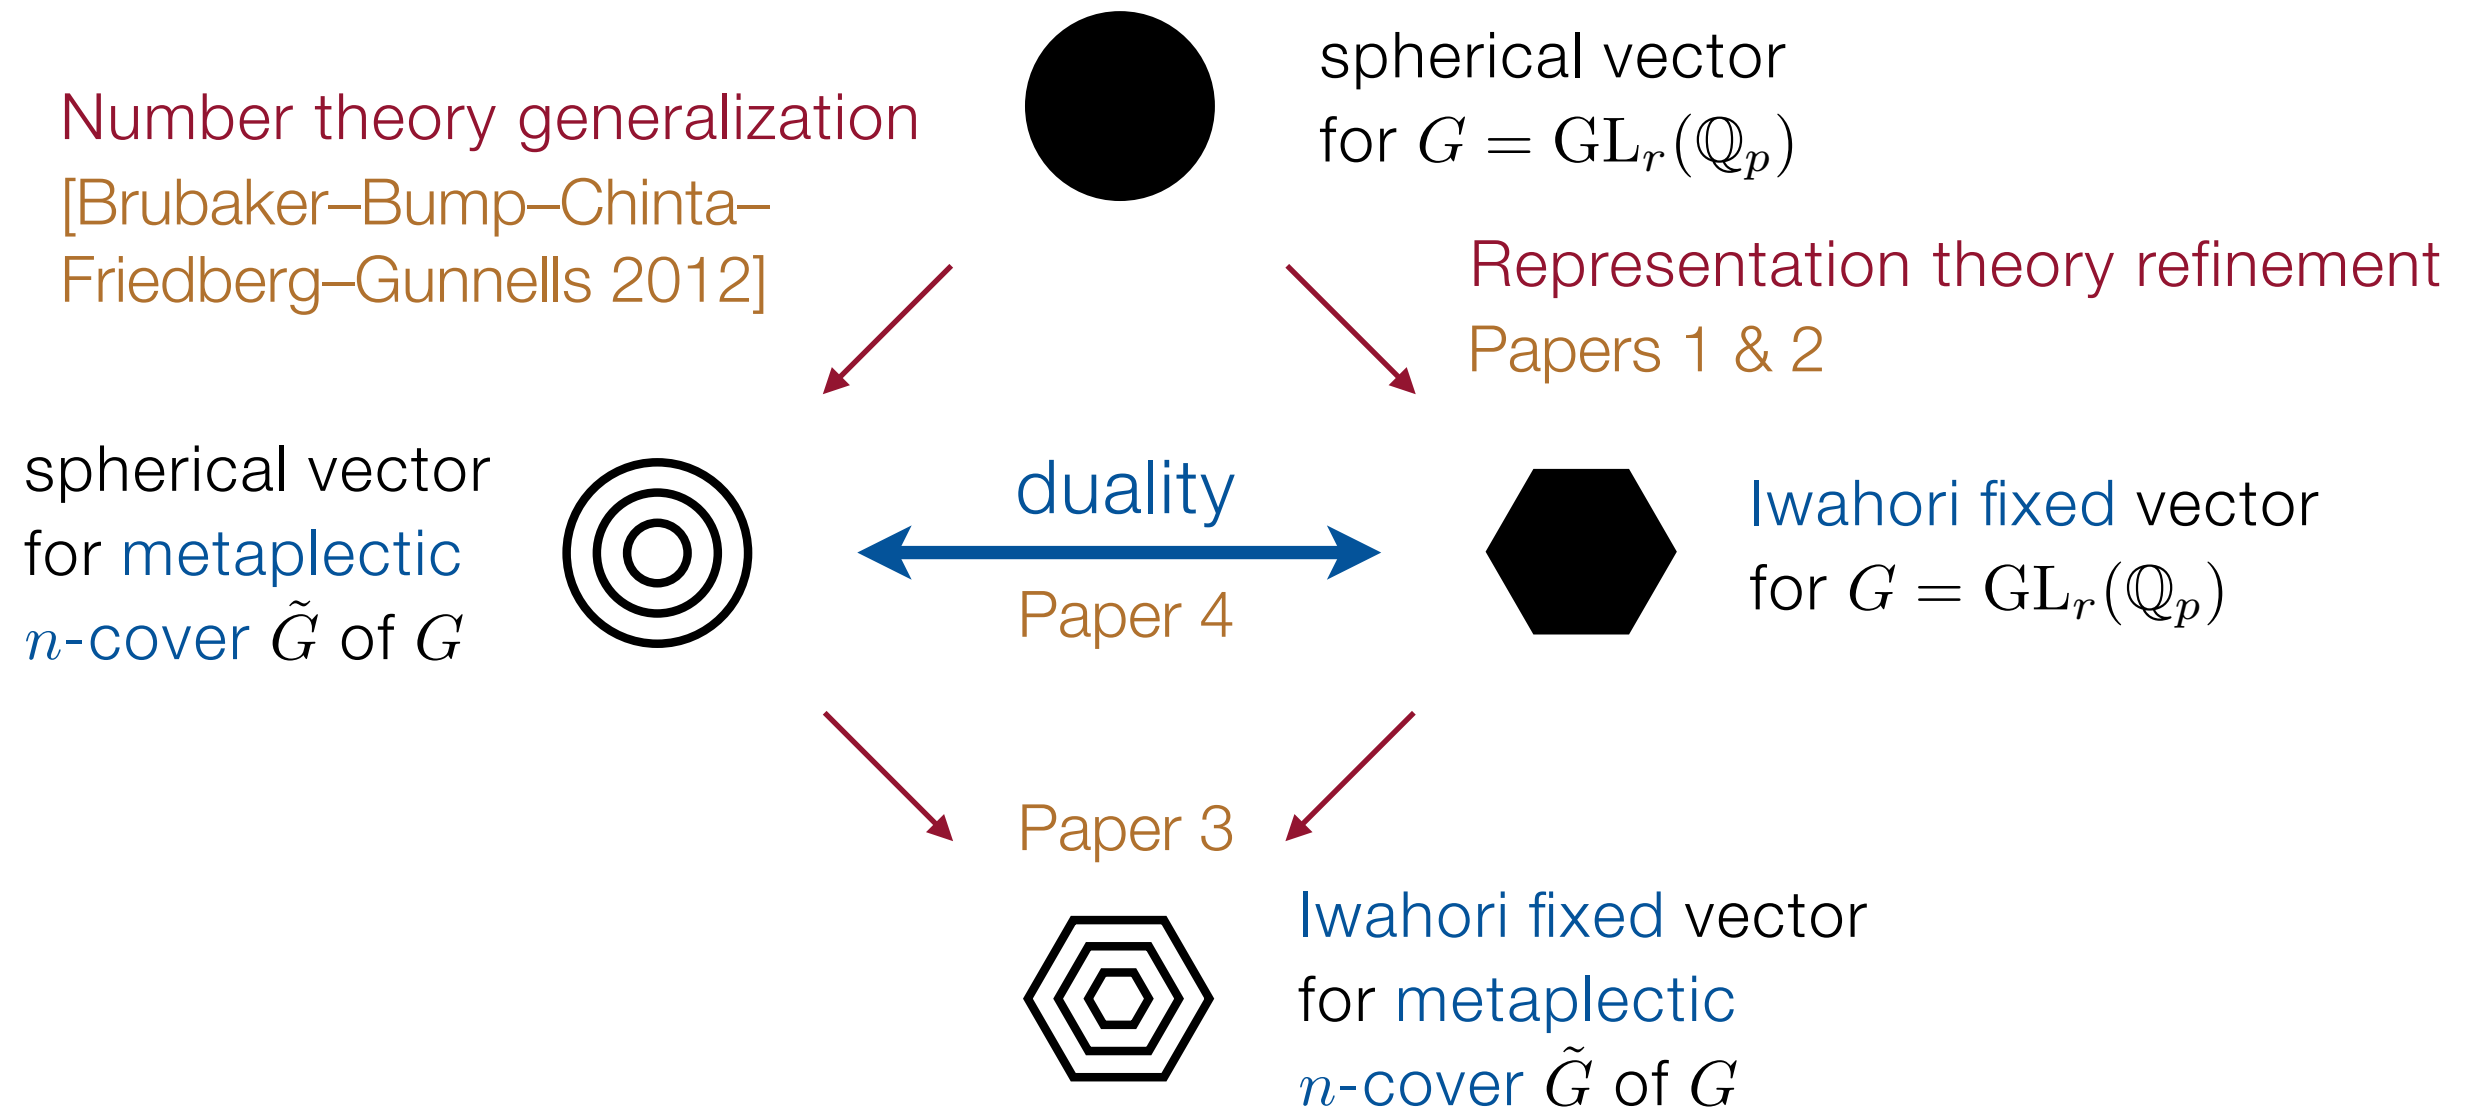 spherical vector
for G = GL_r(ℚ_p)
Number theory generalization
[Brubaker–Bump–Chinta–
Friedberg–Gunnells 2012]
Representation theory refinement
Papers 1 & 2
spherical vector
for metaplectic
n-cover G̃ of G
duality
Paper 4
Iwahori fixed vector
for G = GL_r(ℚ_p)
Paper 3
Iwahori fixed vector
for metaplectic
n-cover G̃ of G